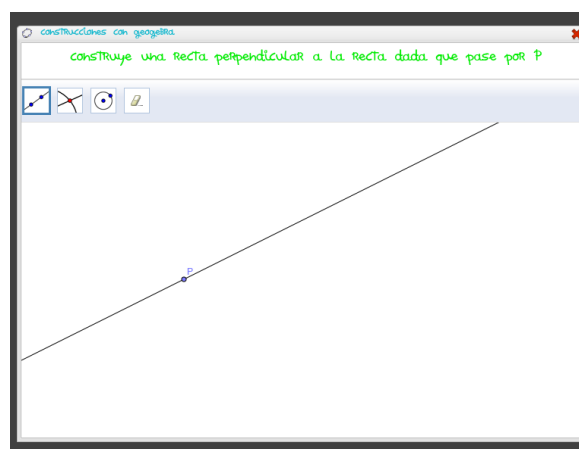 construcciones con geogebra
construye una Recta perpendicular a la Recta dada que pase por P
P